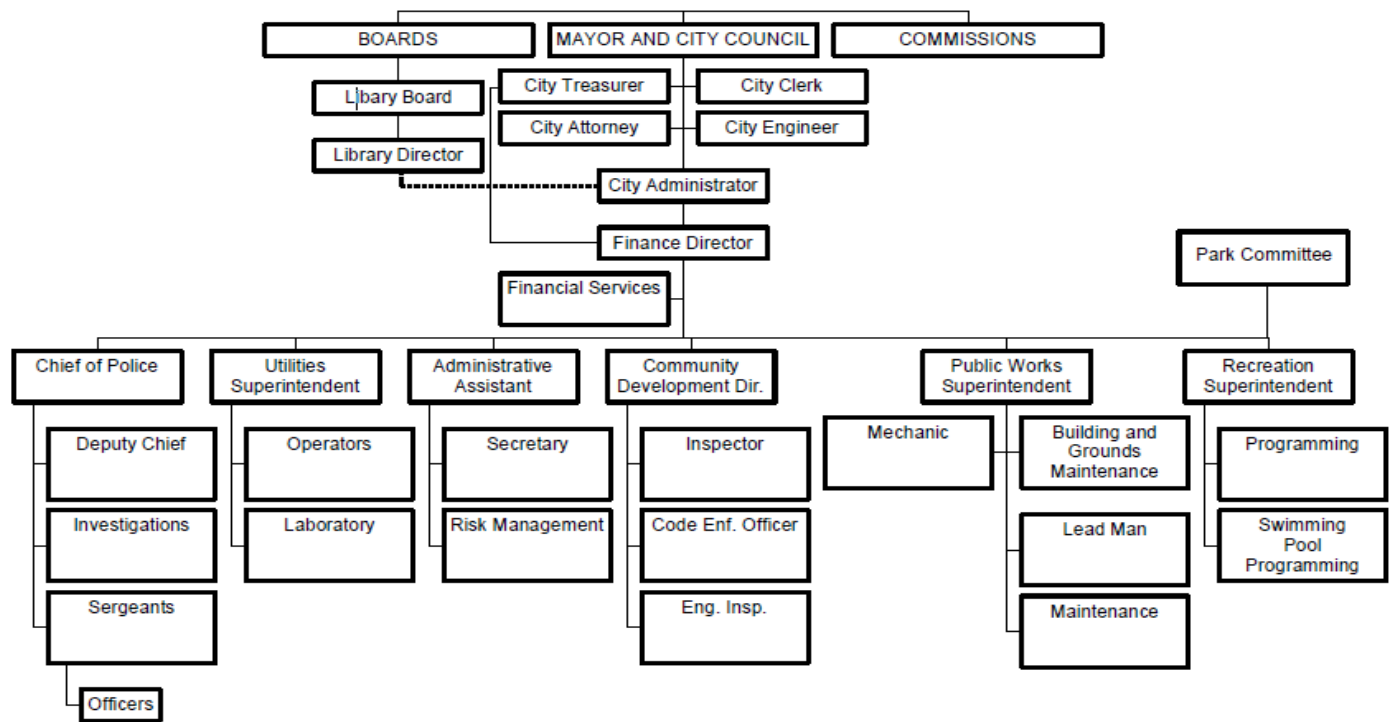 BOARDS
MAYOR AND CITY COUNCIL
COMMISSIONS
City Treasurer
City Clerk
Libary Board
City Attorney
City Engineer
Library Director
City Administrator
Finance Director
Park Committee
Financial Services
Chief of Police
Utilities
Superintendent
Administrative
Assistant
Community
Development Dir.
Public Works
Superintendent
Recreation
Superintendent
Deputy Chief
Operators
Secretary
Inspector
Mechanic
Building and
Grounds
Maintenance
Programming
Investigations
Laboratory
Risk Management
Code Enf. Officer
Lead Man
Swimming
Pool
Programming
Sergeants
Eng. Insp.
Maintenance
Officers